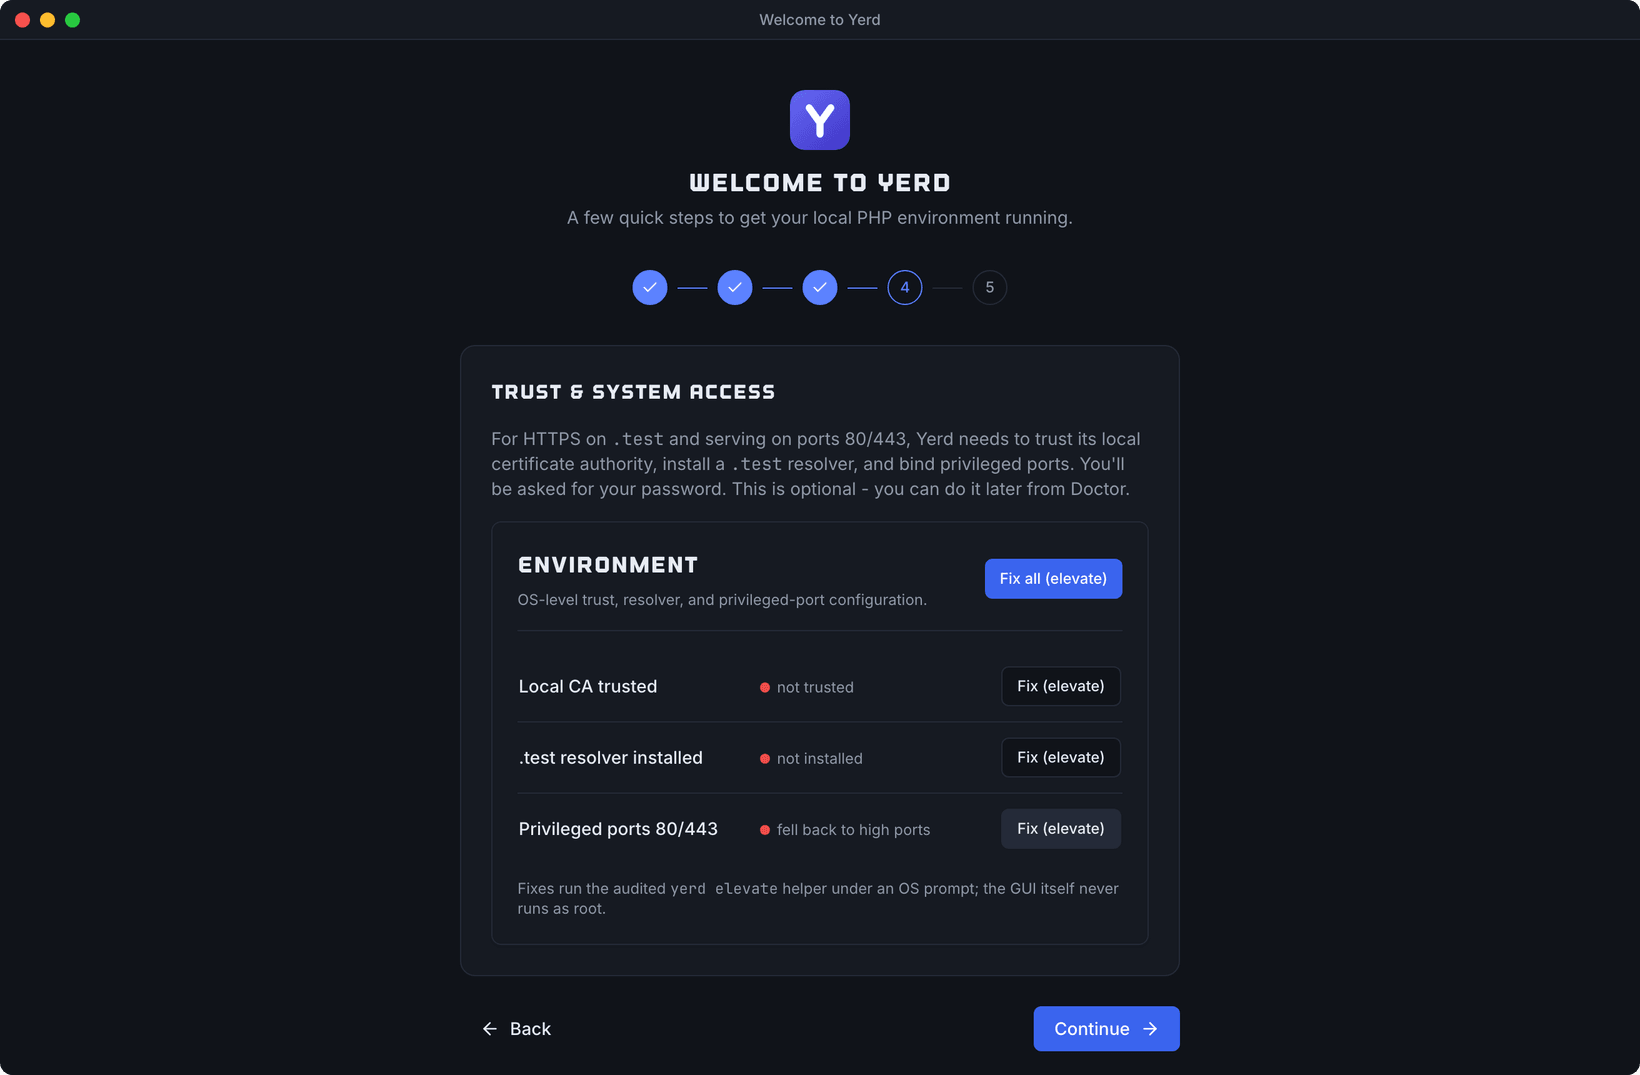 Welcome to Yerd
Y
WELCOME TO YERD
A few quick steps to get your local PHP environment running.
4
5
TRUST & SYSTEM ACCESS
For HTTPS on .test and serving on ports 80/443, Yerd needs to trust its local
certificate authority, install a .test resolver, and bind privileged ports. You'll
be asked for your password. This is optional - you can do it later from Doctor.
ENVIRONMENT
Fix all (elevate)
OS-level trust, resolver, and privileged-port configuration.
Local CA trusted
not trusted
Fix (elevate)
.test resolver installed
not installed
Fix (elevate)
Privileged ports 80/443
fell back to high ports
Fix (elevate)
Fixes run the audited yerd elevate helper under an OS prompt; the GUI itself never
runs as root.
Back
Continue